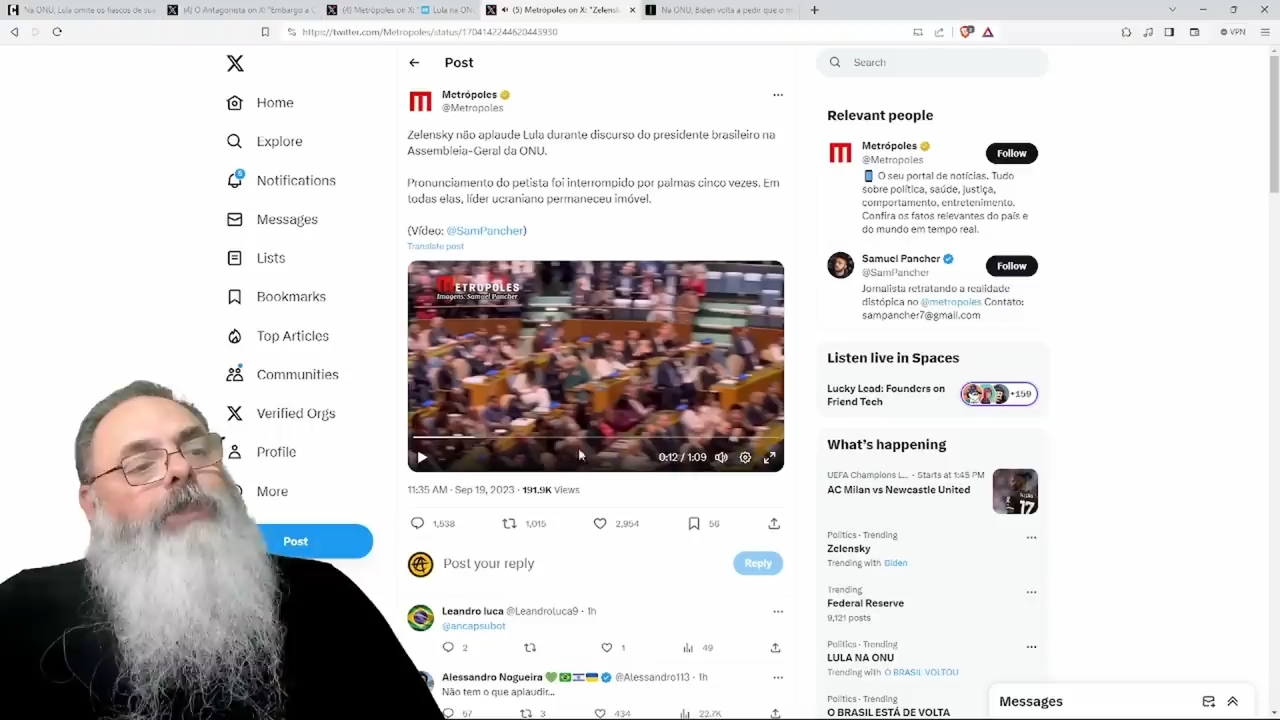 Na ONU, Lula omite os fiascos de sua
(4) O Antagonista on X: "Embargo a C
(4) Metrópoles on X: "
Lula na ONU
(5) Metrópoles on X: "Zelensk
Na ONU, Biden volta a pedir que o m
https://twitter.com/Metropoles/status/1704142244620443930
VPN
Home
Explore
5
Notifications
Messages
Lists
Bookmarks
Top Articles
Communities
Verified Orgs
Profile
More
Post
Post
Metrópoles
@Metropoles
Zelensky não aplaude Lula durante discurso do presidente brasileiro na
Assembleia-Geral da ONU.
Pronunciamento do petista foi interrompido por palmas cinco vezes. Em
todas elas, líder ucraniano permaneceu imóvel.
(Vídeo: @SamPancher)
Translate post
METROPOLES
Imagens: Samuel Pancher
0:12 / 1:09
11:35 AM · Sep 19, 2023 · 191.9K Views
1,538
1,015
2,954
56
Post your reply
Reply
Leandro luca @Leandroluca9 · 1h
@ancapsubot
2
1
49
Alessandro Nogueira @Alessandro113 · 1h
Não tem o que aplaudir...
57
3
434
22.7K
Search
Relevant people
Metrópoles
@Metropoles
Follow
O seu portal de notícias. Tudo
sobre política, saúde, justiça,
comportamento, entretenimento.
Confira os fatos relevantes do país e
do mundo em tempo real.
Samuel Pancher
@SamPancher
Follow
Jornalista retratando a realidade
distópica no @metropoles Contato:
sampancher7@gmail.com
Listen live in Spaces
Lucky Lead: Founders on
Friend Tech
+159
What's happening
UEFA Champions L... · Starts at 1:45 PM
AC Milan vs Newcastle United
17
Politics · Trending
Zelensky
Trending with Biden
Trending
Federal Reserve
9,121 posts
Politics · Trending
LULA NA ONU
Trending with O BRASIL VOLTOU
Politics · Trending
O BRASIL ESTÁ DE VOLTA
Messages